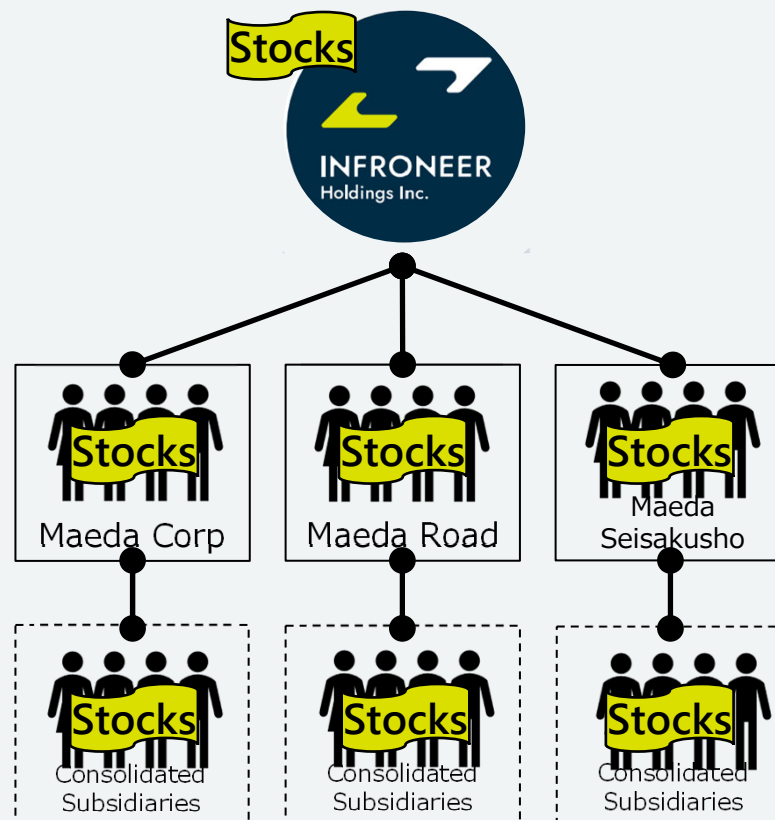 Stocks
INFRONEER
Holdings Inc.
Stocks
Stocks
Stocks
Maeda Corp
Maeda Road
Maeda
Seisakusho
Stocks
Stocks
Stocks
Consolidated
Subsidiaries
Consolidated
Subsidiaries
Consolidated
Subsidiaries